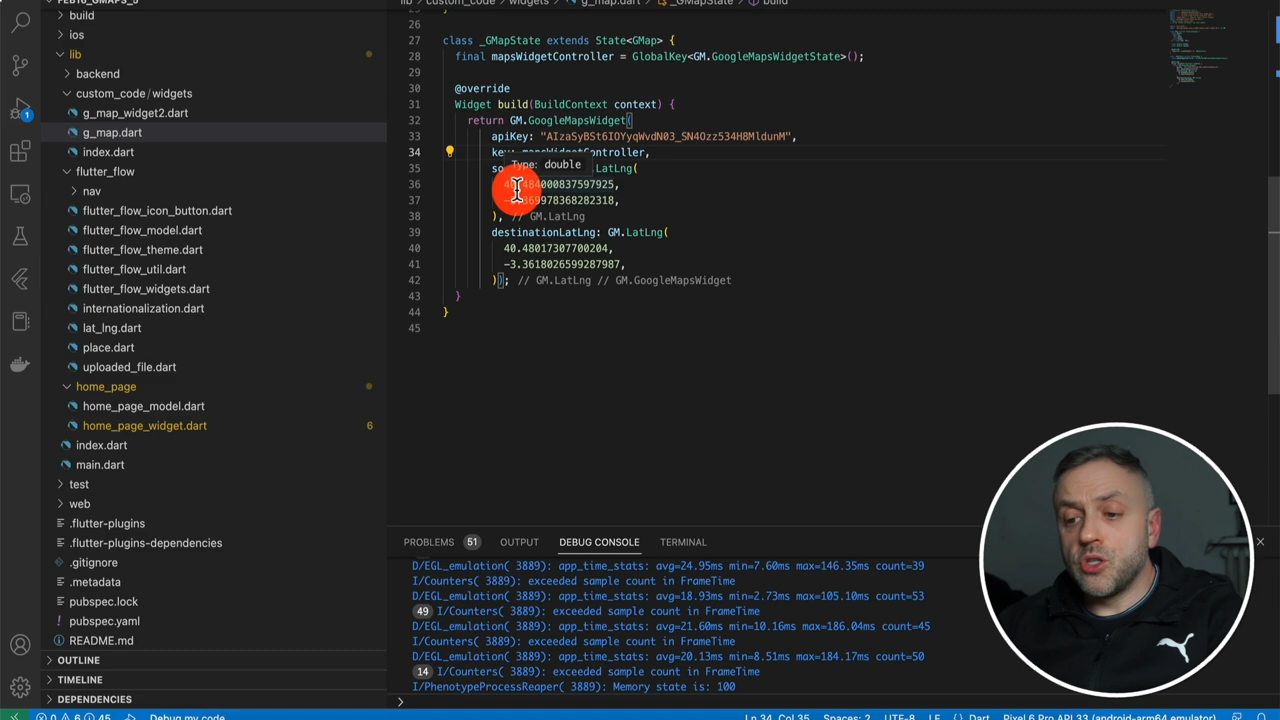 FEB16_GMAPS_5
build
ios
lib
backend
custom_code/widgets
g_map_widget2.dart
g_map.dart
index.dart
flutter_flow
nav
flutter_flow_icon_button.dart
flutter_flow_model.dart
flutter_flow_theme.dart
flutter_flow_util.dart
flutter_flow_widgets.dart
internationalization.dart
lat_lng.dart
place.dart
uploaded_file.dart
home_page
home_page_model.dart
home_page_widget.dart 6
index.dart
main.dart
test
web
.flutter-plugins
.flutter-plugins-dependencies
.gitignore
.metadata
pubspec.lock
pubspec.yaml
README.md
OUTLINE
TIMELINE
DEPENDENCIES
1
lib > custom_code > widgets > g_map.dart > _GMapState > build
25 }
26
27 class _GMapState extends State<GMap> {
28 final mapsWidgetController = GlobalKey<GM.GoogleMapsWidgetState>();
29
30 @override
31 Widget build(BuildContext context) {
32 return GM.GoogleMapsWidget(
33 apiKey: "AIzaSyBSt6IOYyqWvdN03_SN4Ozz534H8MldunM",
34 key: mapsWidgetController,
Type: double
35 so LatLng(
36 40.484000837597925,
37 369978368282318,
38 ), // GM.LatLng
39 destinationLatLng: GM.LatLng(
40 40.48017307700204,
41 -3.3618026599287987,
42 )); // GM.LatLng // GM.GoogleMapsWidget
43 }
44 }
45
PROBLEMS 51 OUTPUT DEBUG CONSOLE TERMINAL
D/EGL_emulation( 3889): app_time_stats: avg=24.95ms min=7.60ms max=146.35ms count=39
I/Counters( 3889): exceeded sample count in FrameTime
D/EGL_emulation( 3889): app_time_stats: avg=18.93ms min=2.73ms max=105.10ms count=53
49 I/Counters( 3889): exceeded sample count in FrameTime
D/EGL_emulation( 3889): app_time_stats: avg=21.60ms min=10.16ms max=186.04ms count=45
I/Counters( 3889): exceeded sample count in FrameTime
D/EGL_emulation( 3889): app_time_stats: avg=20.13ms min=8.51ms max=184.17ms count=50
14 I/Counters( 3889): exceeded sample count in FrameTime
I/PhenotypeProcessReaper( 3889): Memory state is: 100
0 6 45 Debug my code Ln 34, Col 35 Spaces: 2 UTF-8 LF {} Dart Pixel 6 Pro API 33 (android-arm64 emulator)